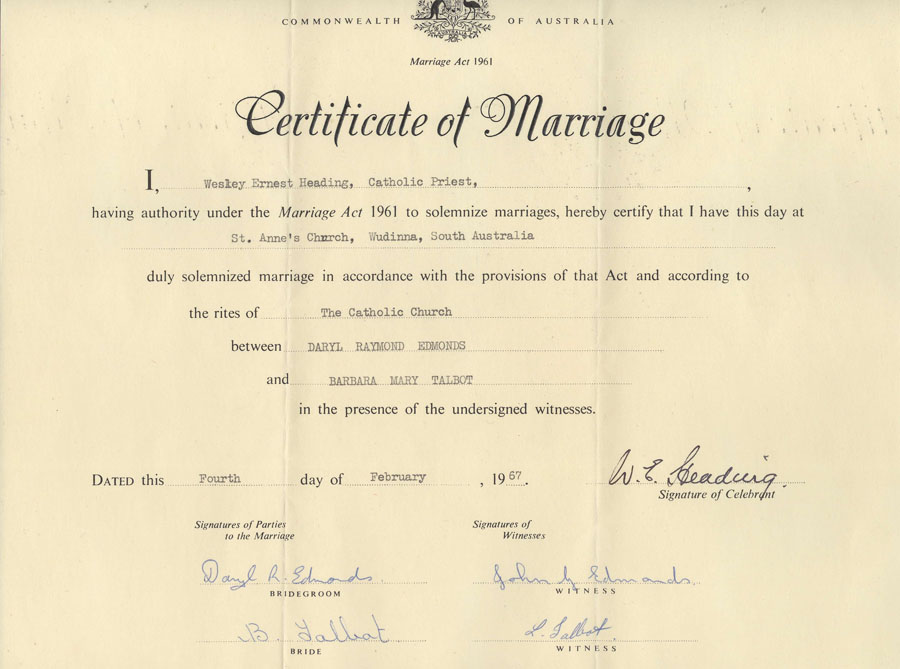 COMMONWEALTH OF AUSTRALIA
AUSTRALIA
Marriage Act 1961
Certificate of Marriage
I, Wesley Ernest Heading, Catholic Priest,,
having authority under the Marriage Act 1961 to solemnize marriages, hereby certify that I have this day at
St. Anne's Church, Wudinna, South Australia
duly solemnized marriage in accordance with the provisions of that Act and according to
the rites of The Catholic Church
between DARYL RAYMOND EDMONDS
and BARBARA MARY TALBOT
in the presence of the undersigned witnesses.
DATED this Fourth day of February, 1967. W. E. Heading.
Signature of Celebrant
Signatures of Parties
to the Marriage
Signatures of
Witnesses
Daryl R. Edmonds. John Edmonds.
BRIDEGROOM WITNESS
B. Talbot L. Talbot.
BRIDE WITNESS